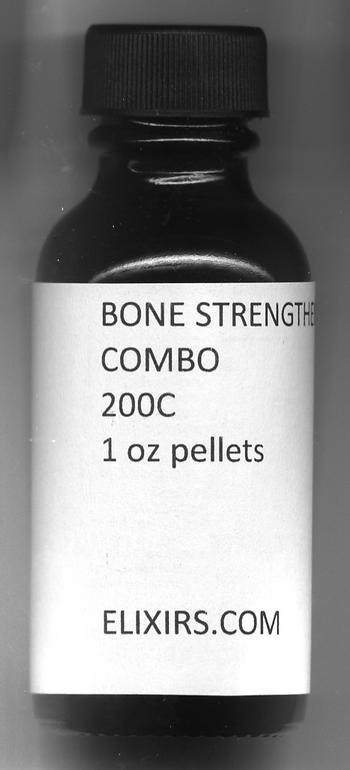 BONE STRENGTHE
COMBO
200C
1 oz pellets
ELIXIRS.COM